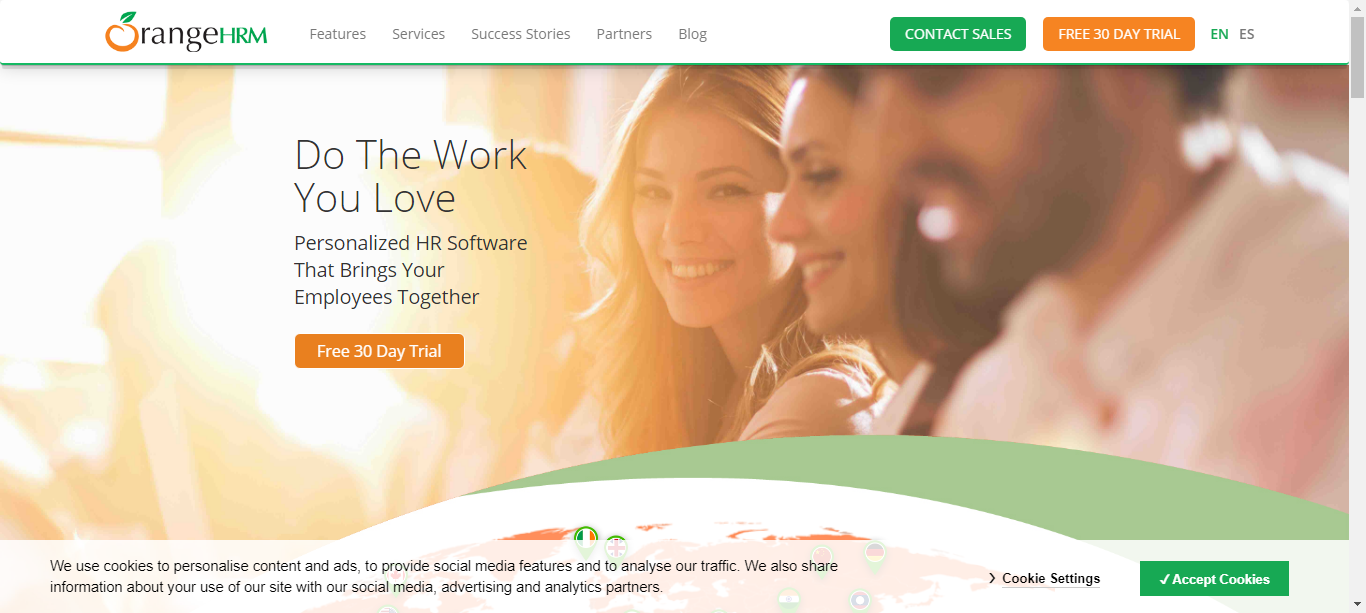 OrangeHRM
Features Services Success Stories Partners Blog
CONTACT SALES FREE 30 DAY TRIAL EN ES
Do The Work
You Love
Personalized HR Software
That Brings Your
Employees Together
Free 30 Day Trial
We use cookies to personalise content and ads, to provide social media features and to analyse our traffic. We also share
information about your use of our site with our social media, advertising and analytics partners.
Cookie Settings
✓Accept Cookies